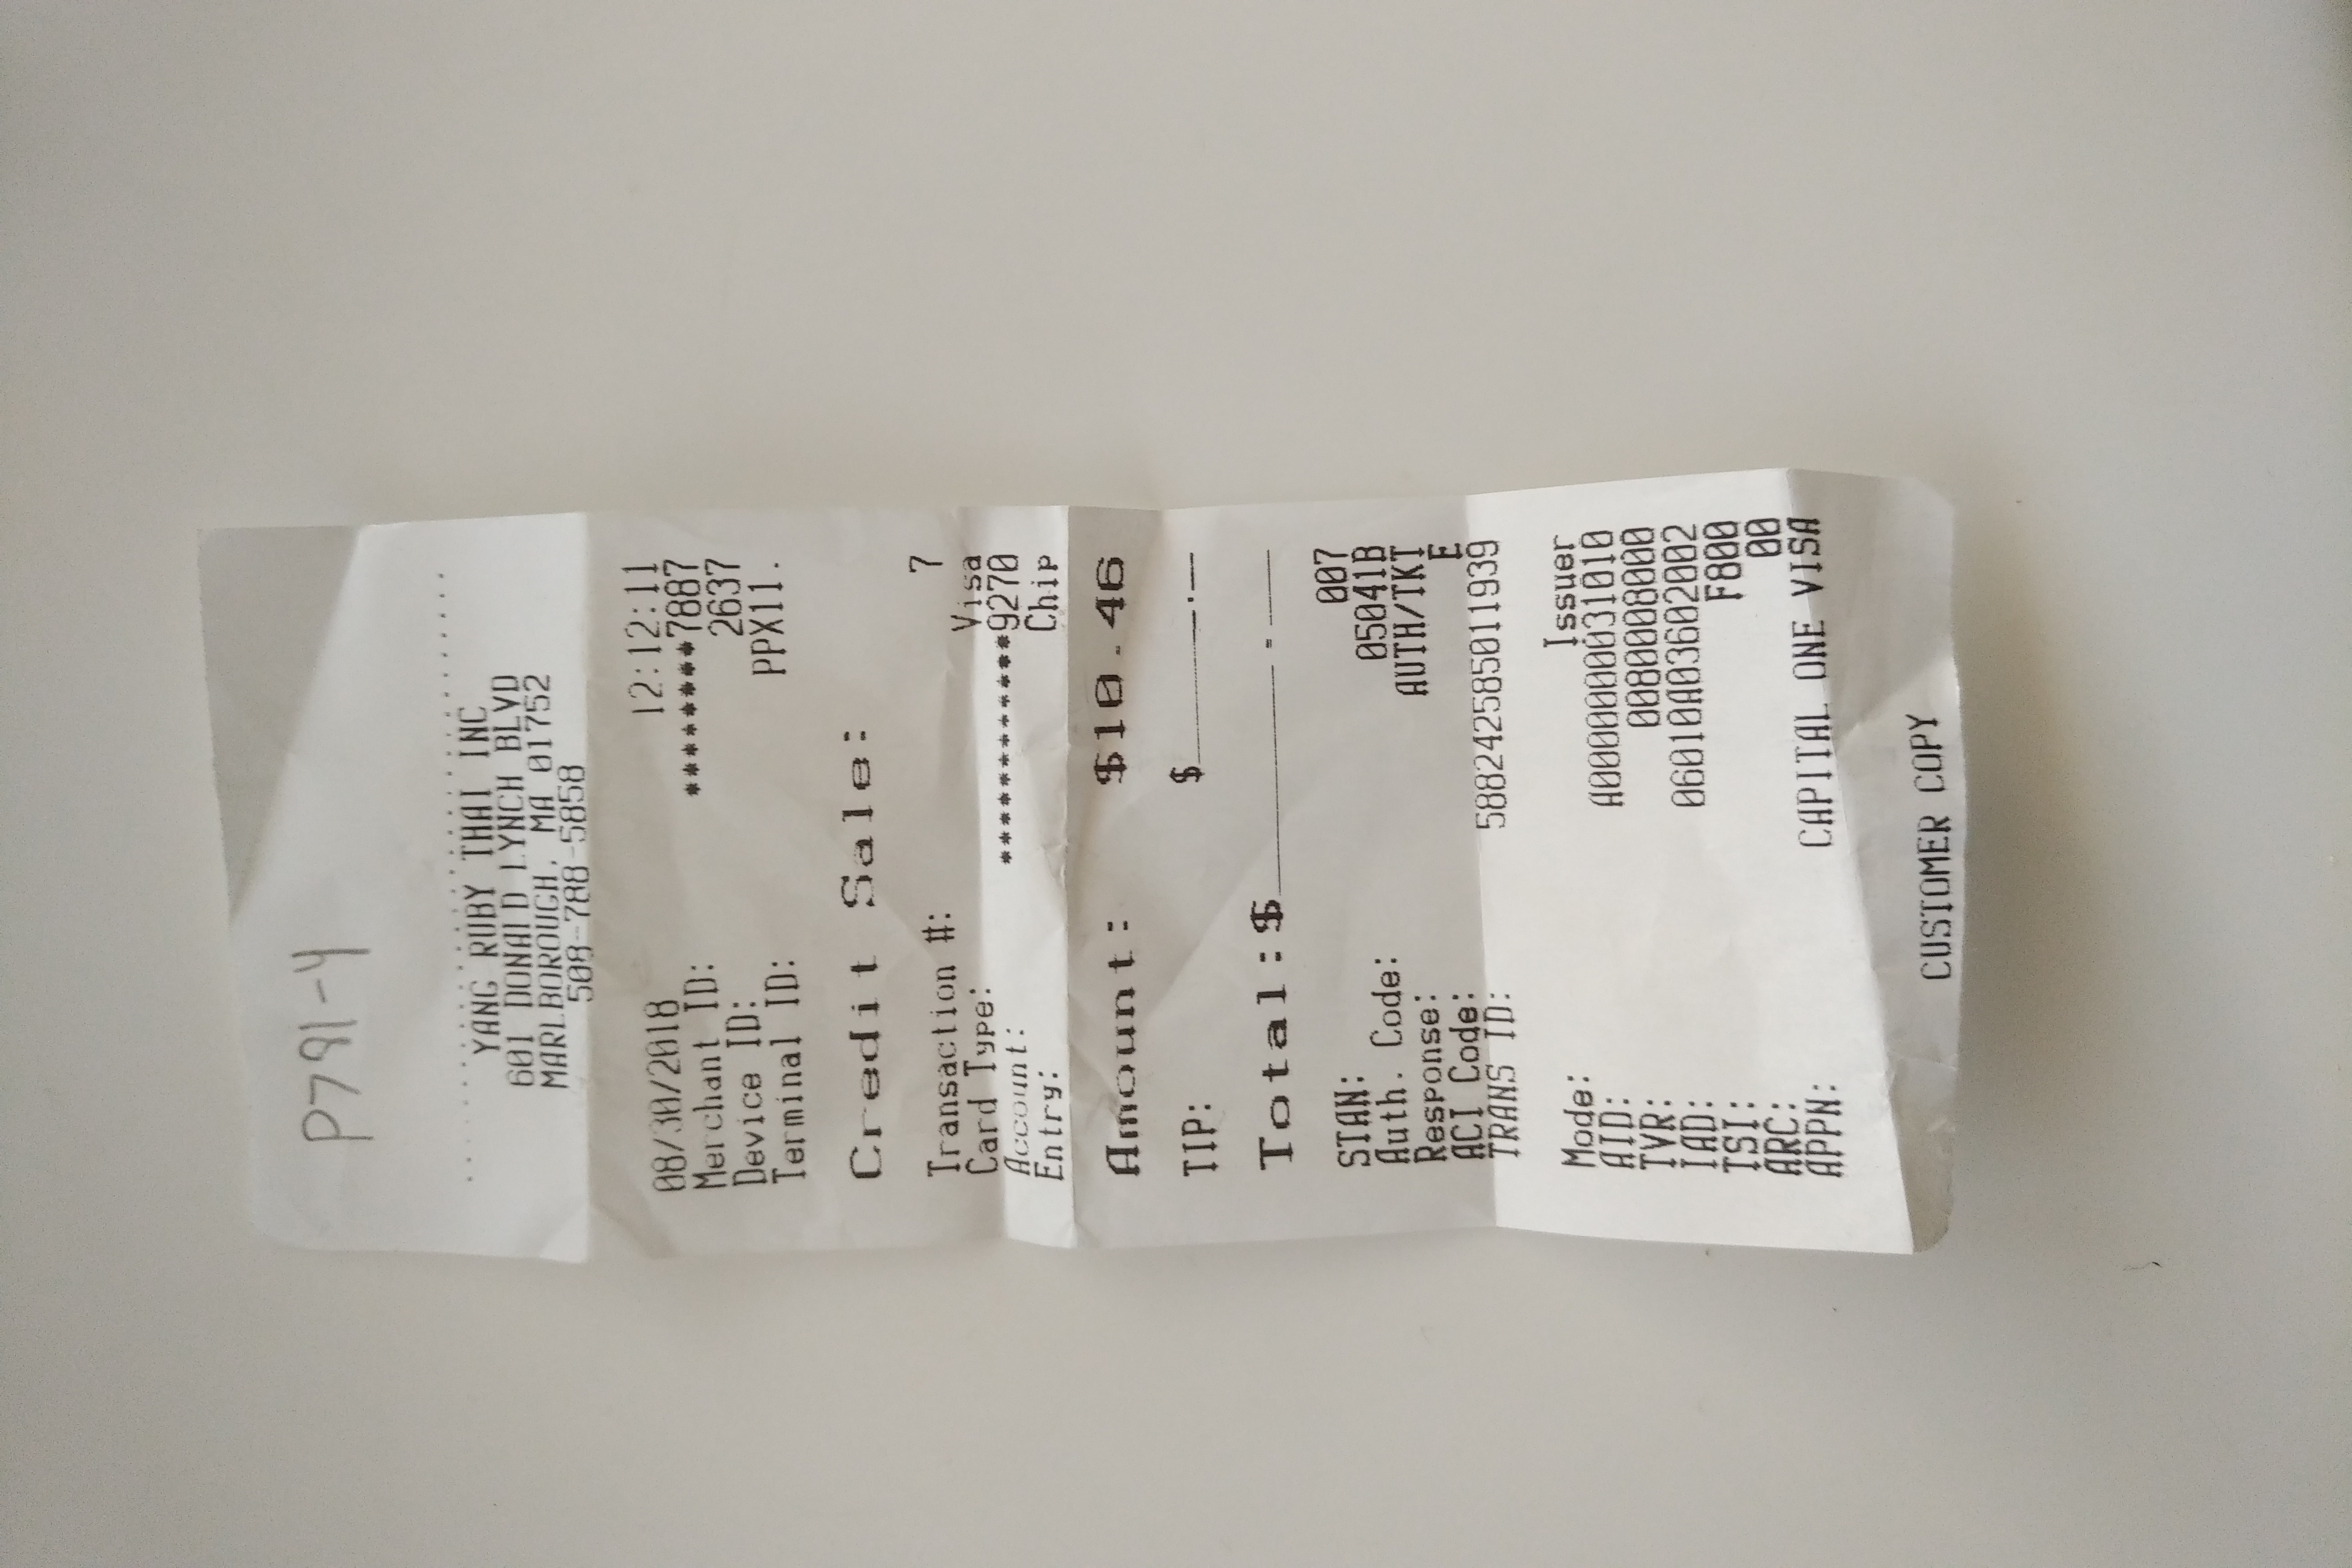 P791-4
YANG RUBY THAI INC
601 DONALD LYNCH BLVD
MARLBOROUGH, MA 01752
508-788-5858
08/30/2018 12:12:11
Merchant ID: ********7887
Device ID: 2637
Terminal ID: PPX11.
Credit Sale:
Transaction #: 7
Card Type: Visa
Account: ************9270
Entry: Chip
Amount: $10.46
TIP: $________.__
Total:$________.__
STAN: 007
Auth. Code: 05041B
Response: AUTH/TKT
ACI Code: E
TRANS ID: 588242585011939
Mode: Issuer
AID: A0000000031010
TVR: 0080008000
IAD: 06010A03602002
TSI: F800
ARC: 00
APPN: CAPITAL ONE VISA
CUSTOMER COPY